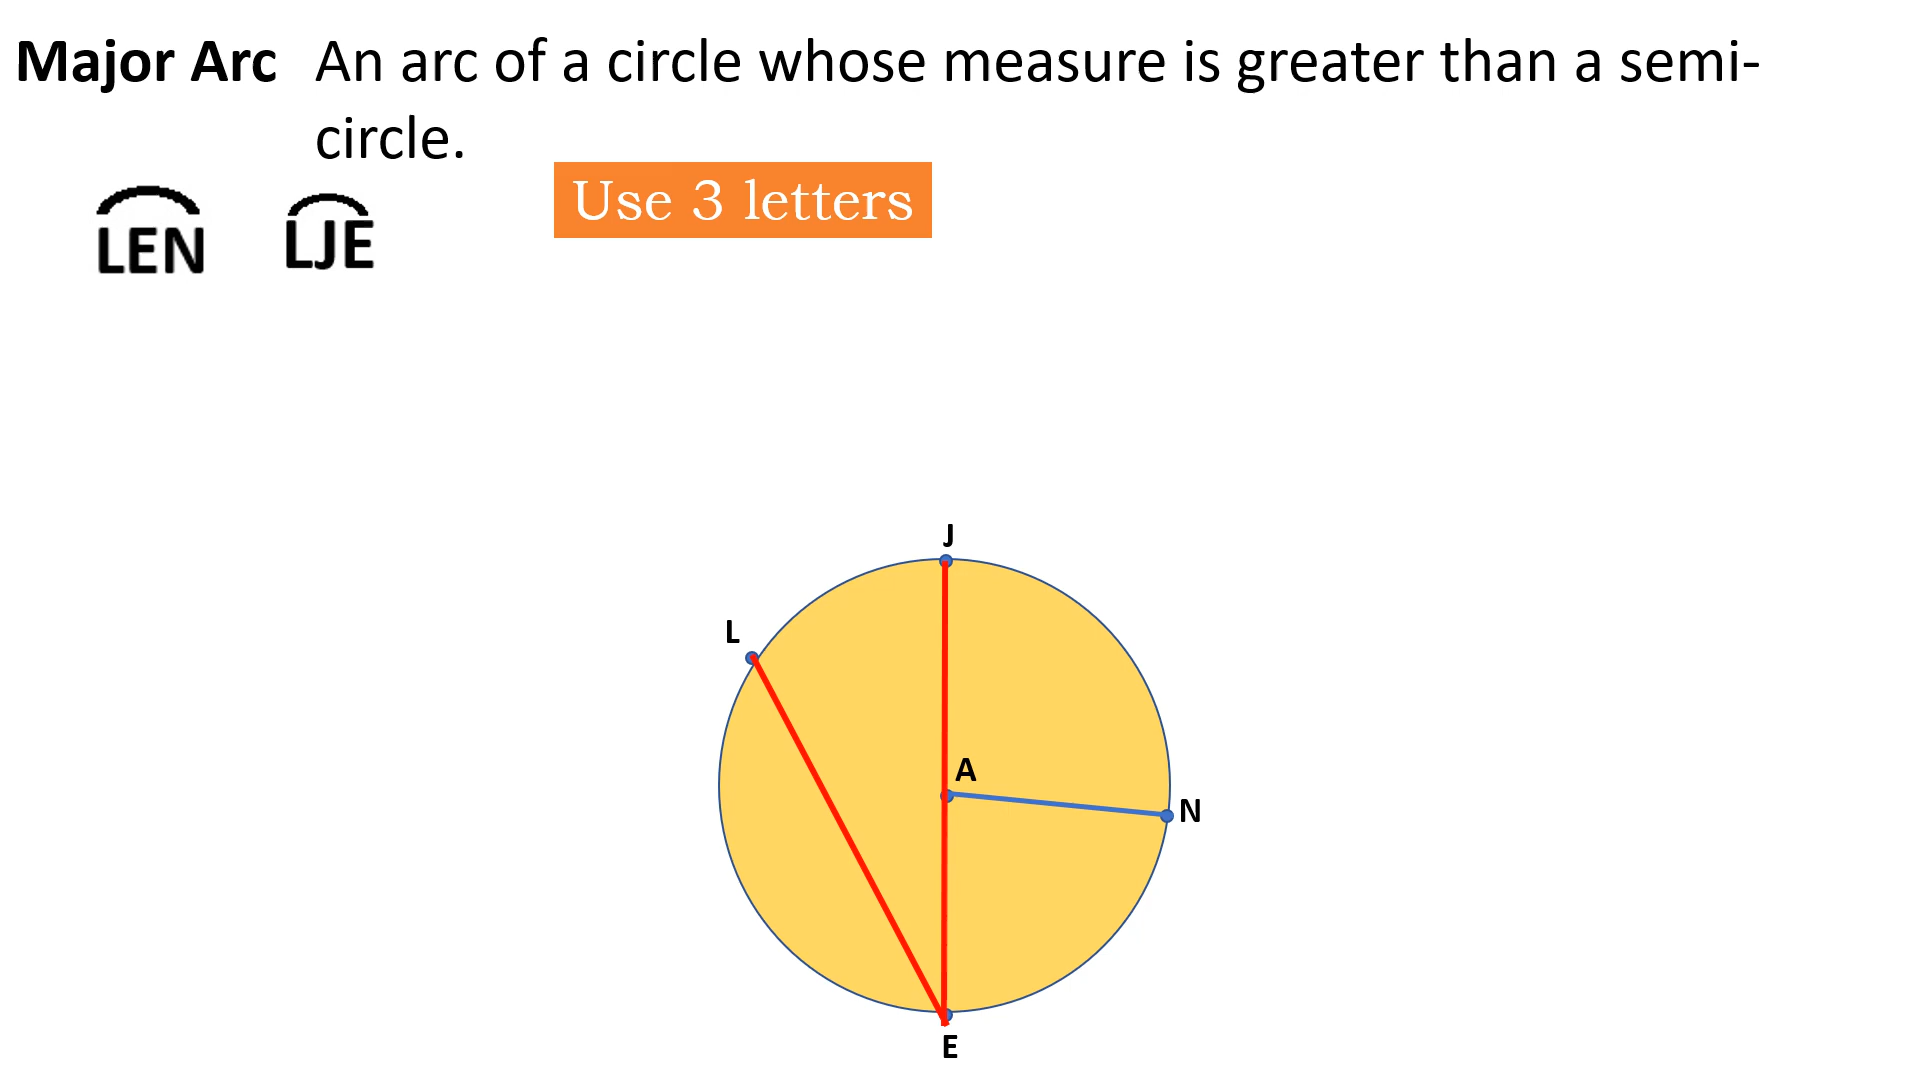 Major Arc An arc of a circle whose measure is greater than a semi-
circle.
Use 3 letters
LEN LJE
J
L
A
N
E